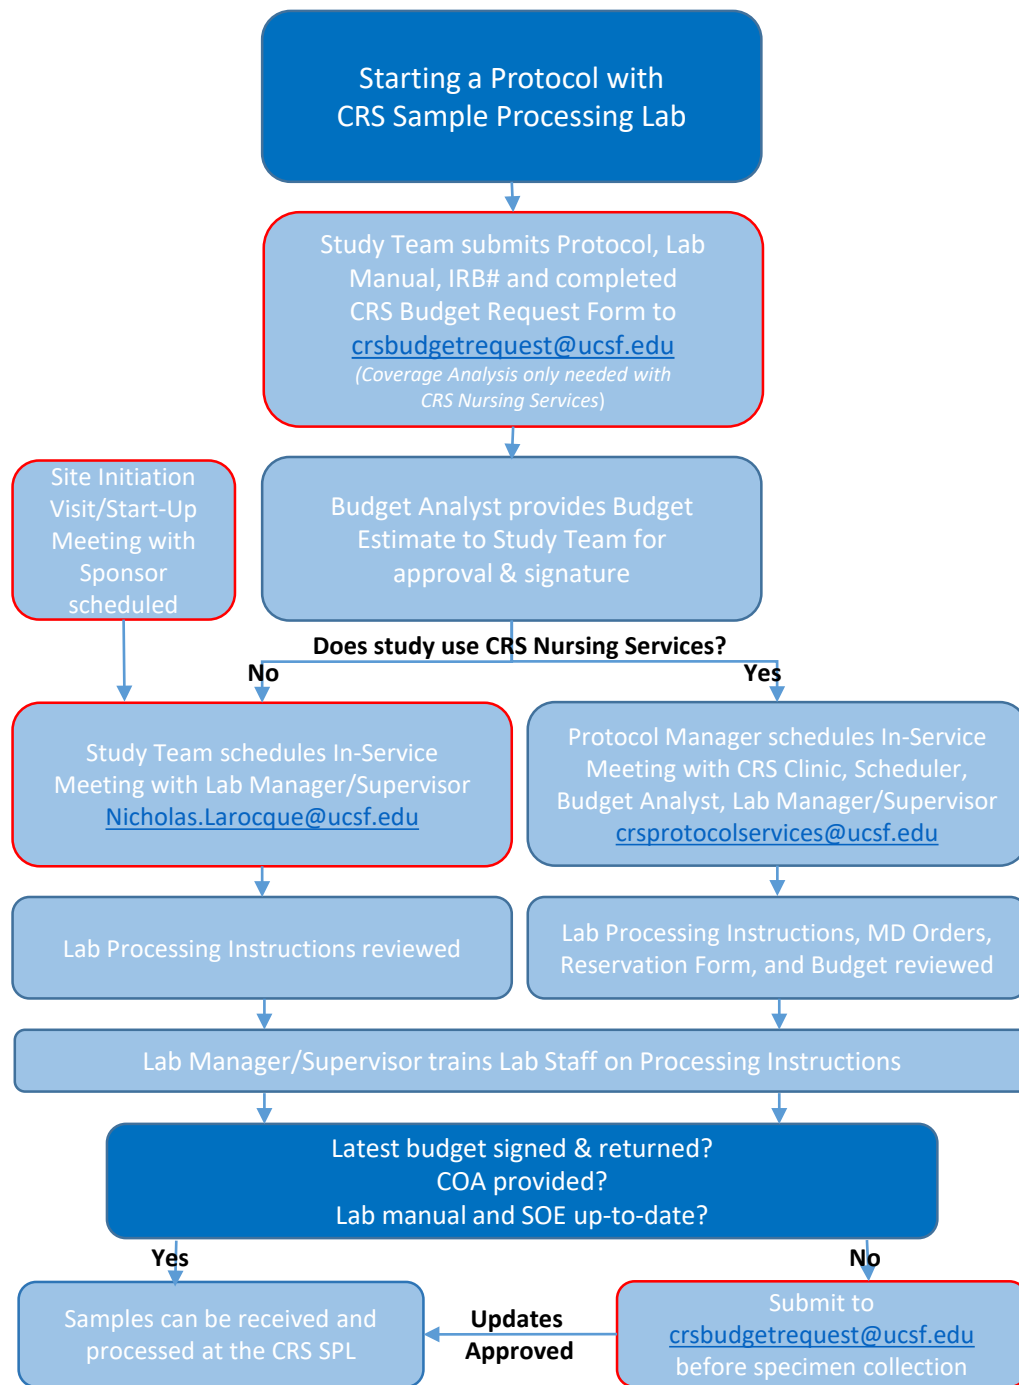 Starting a Protocol with
CRS Sample Processing Lab
Study Team submits Protocol, Lab
Manual, IRB# and completed
CRS Budget Request Form to
crsbudgetrequest@ucsf.edu
(Coverage Analysis only needed with
CRS Nursing Services)
Site Initiation
Visit/Start-Up
Meeting with
Sponsor
scheduled
Budget Analyst provides Budget
Estimate to Study Team for
approval & signature
Does study use CRS Nursing Services?
No
Yes
Study Team schedules In-Service
Meeting with Lab Manager/Supervisor
Nicholas.Larocque@ucsf.edu
Protocol Manager schedules In-Service
Meeting with CRS Clinic, Scheduler,
Budget Analyst, Lab Manager/Supervisor
crsprotocolservices@ucsf.edu
Lab Processing Instructions reviewed
Lab Processing Instructions, MD Orders,
Reservation Form, and Budget reviewed
Lab Manager/Supervisor trains Lab Staff on Processing Instructions
Latest budget signed & returned?
COA provided?
Lab manual and SOE up-to-date?
Yes
No
Samples can be received and
processed at the CRS SPL
Updates
Approved
Submit to
crsbudgetrequest@ucsf.edu
before specimen collection